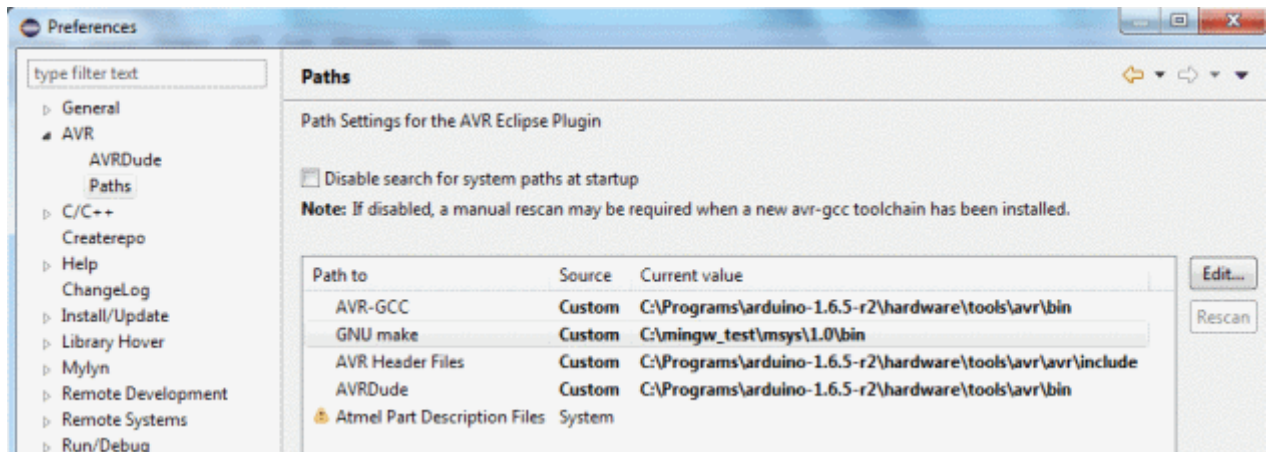 Preferences
type filter text
General
AVR
AVRDude
Paths
C/C++
Createrepo
Help
ChangeLog
Install/Update
Library Hover
Mylyn
Remote Development
Remote Systems
Run/Debug
Paths
Path Settings for the AVR Eclipse Plugin
Disable search for system paths at startup
Note: If disabled, a manual rescan may be required when a new avr-gcc toolchain has been installed.
Path to Source Current value
AVR-GCC Custom C:\Programs\arduino-1.6.5-r2\hardware\tools\avr\bin
GNU make Custom C:\mingw_test\msys\1.0\bin
AVR Header Files Custom C:\Programs\arduino-1.6.5-r2\hardware\tools\avr\avr\include
AVRDude Custom C:\Programs\arduino-1.6.5-r2\hardware\tools\avr\bin
Atmel Part Description Files System
Edit...
Rescan